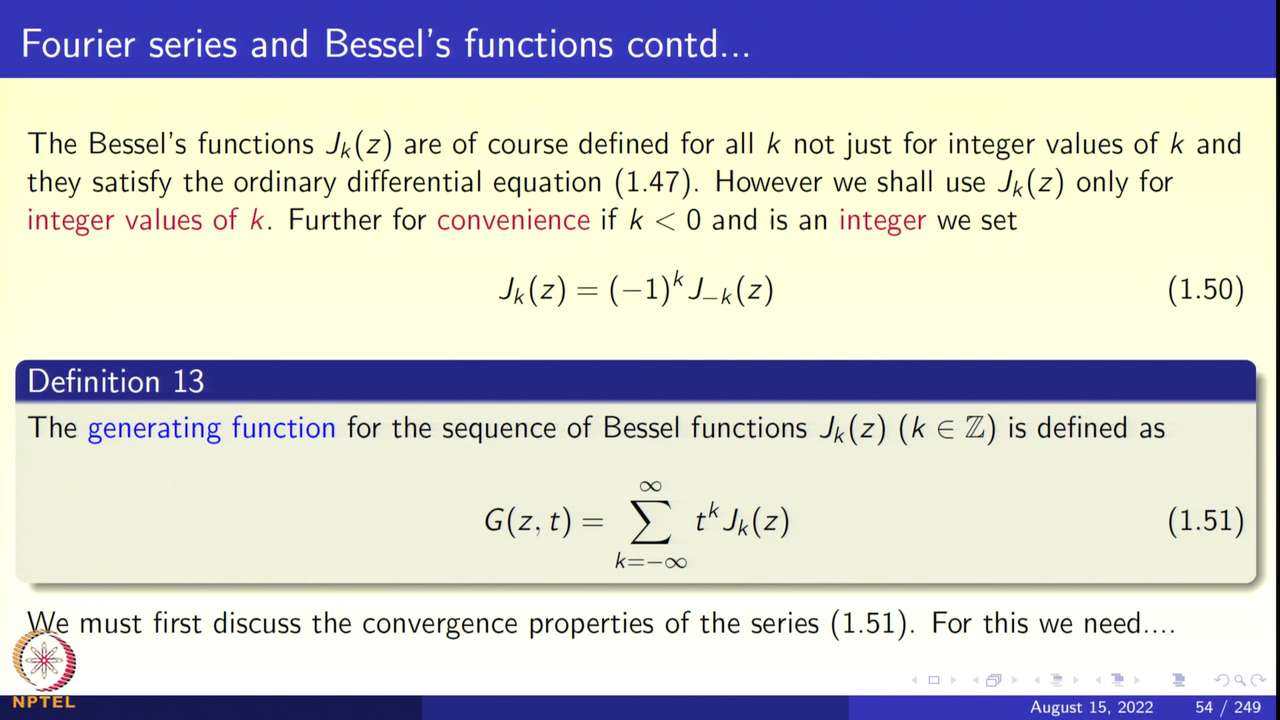 Fourier series and Bessel's functions contd...
The Bessel's functions J_k(z) are of course defined for all k not just for integer values of k and
they satisfy the ordinary differential equation (1.47). However we shall use J_k(z) only for
integer values of k. Further for convenience if k < 0 and is an integer we set
J_k(z) = (−1)^k J_{−k}(z) (1.50)
Definition 13
The generating function for the sequence of Bessel functions J_k(z) (k ∈ ℤ) is defined as
G(z, t) = ∑_{k=−∞}^{∞} t^k J_k(z) (1.51)
We must first discuss the convergence properties of the series (1.51). For this we need....
NPTEL
August 15, 2022 54 / 249